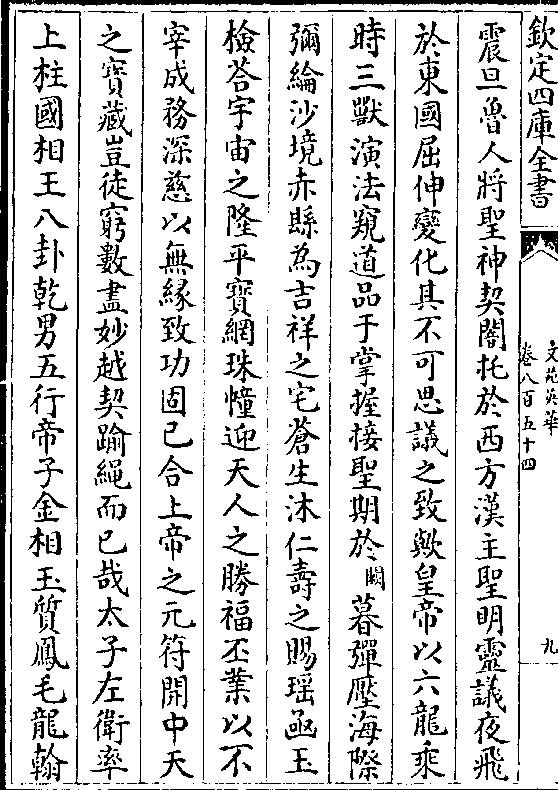 欽定四庫全書
文苑英華
卷八百五十四
九
震旦魯人將聖神契闇托於西方漢主聖明靈議夜飛
於東國屈伸變化其不可思議之致歟皇帝以六龍乘
時三獸演法窺道品于掌握接聖期於闕暮彈壓海際
彌綸沙境赤縣為吉祥之宅蒼生沐仁壽之賜瑶凾玉
檢荅宇宙之隆平寶網珠幢迎天人之勝福丕業以不
宰成務深慈以無緣致功固已合上帝之元符開中天
之寶藏豈徒窮數盡妙越契踰繩而已哉太子左衛率
上柱國相王八卦乾男五行帝子金相玉質鳳毛龍翰